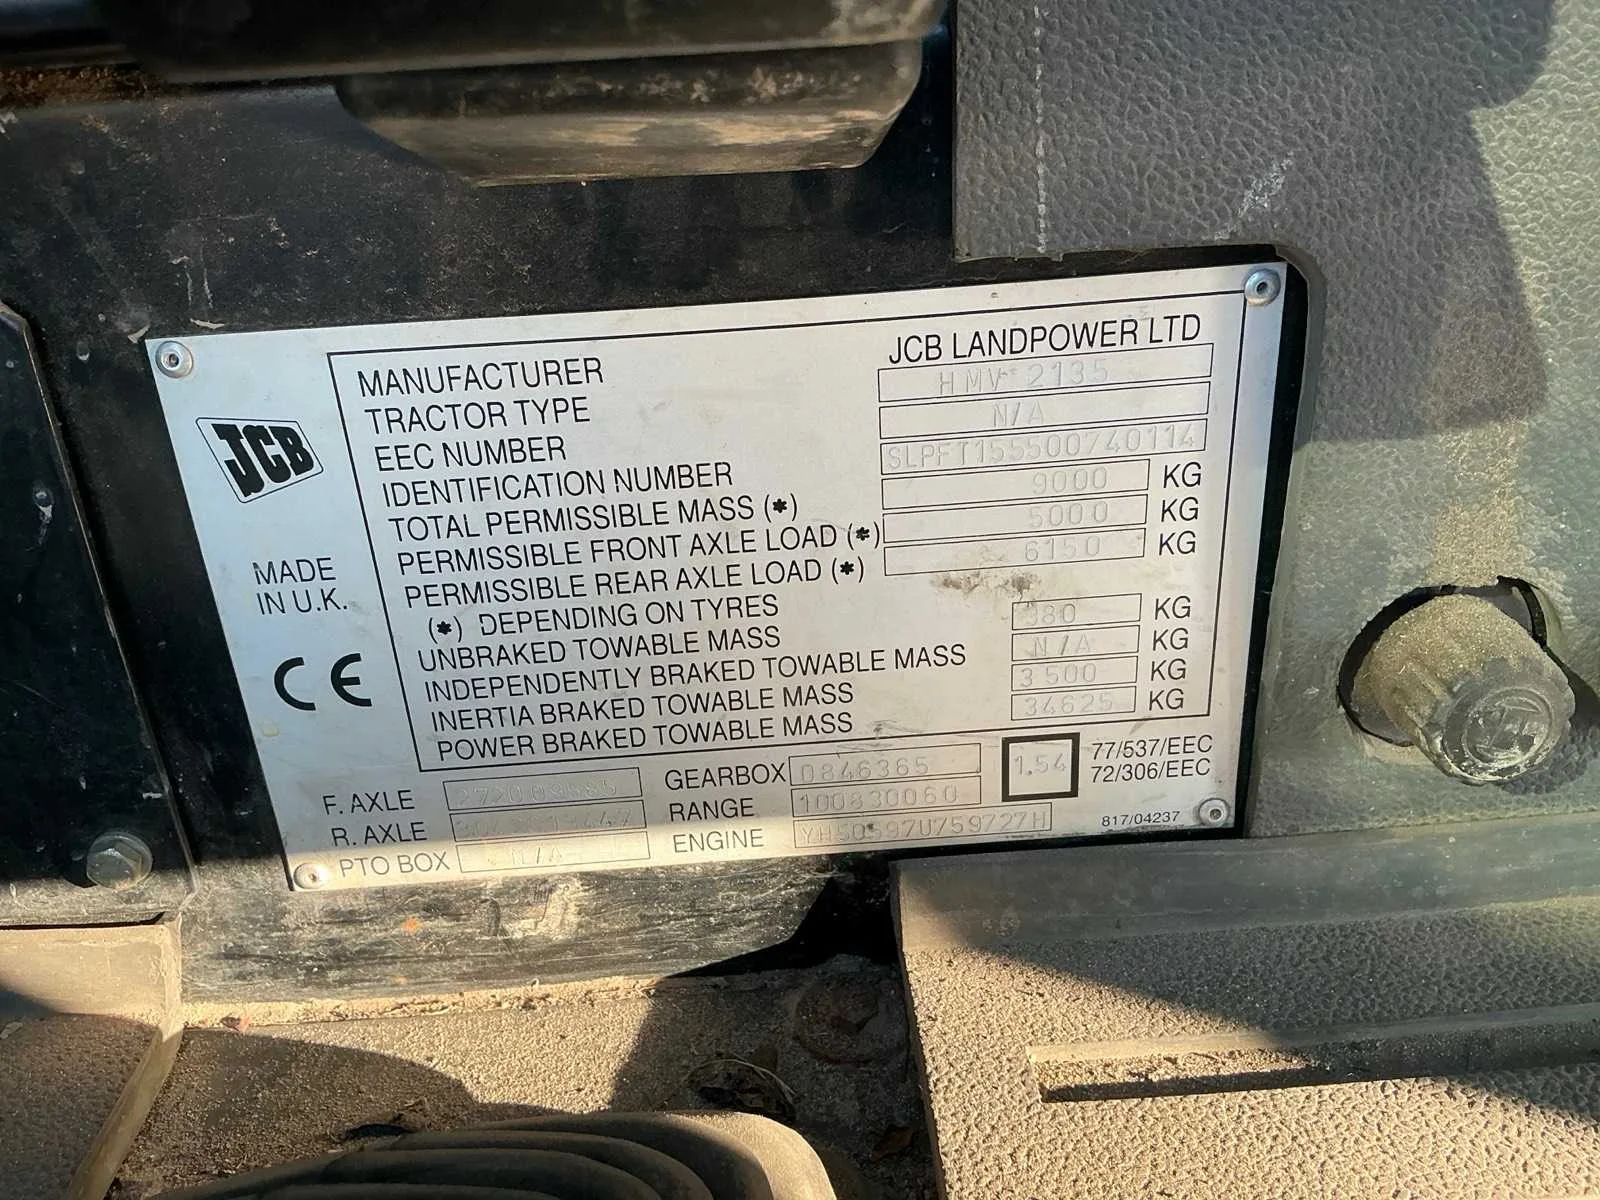 JCB
MADE
IN U.K.
CE
MANUFACTURER JCB LANDPOWER LTD
TRACTOR TYPE HMV 2135
EEC NUMBER N/A
IDENTIFICATION NUMBER SLPFT155500740114
TOTAL PERMISSIBLE MASS (*) 9000 KG
PERMISSIBLE FRONT AXLE LOAD (*) 5000 KG
PERMISSIBLE REAR AXLE LOAD (*) 6150 KG
(*) DEPENDING ON TYRES
UNBRAKED TOWABLE MASS 380 KG
INDEPENDENTLY BRAKED TOWABLE MASS N/A KG
INERTIA BRAKED TOWABLE MASS 3500 KG
POWER BRAKED TOWABLE MASS 34625 KG
F. AXLE
R. AXLE
PTO BOX N/A
GEARBOX 0846365
RANGE 100830060
ENGINE YH50597U759727H
1.54
77/537/EEC
72/306/EEC
817/04237